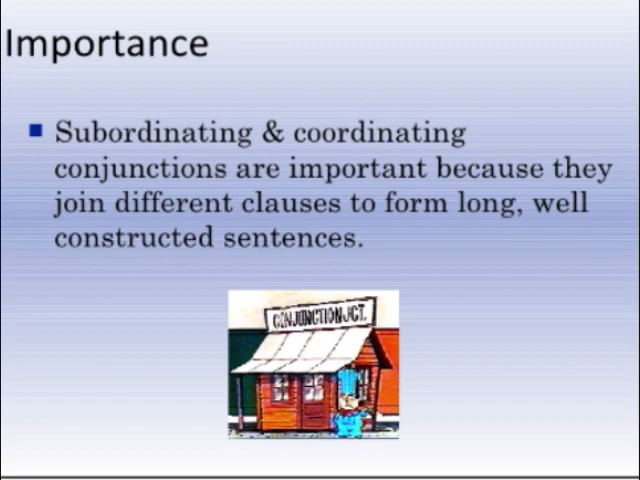 Importance
Subordinating & coordinating
conjunctions are important because they
join different clauses to form long, well
constructed sentences.
CONJUNCTION JCT.